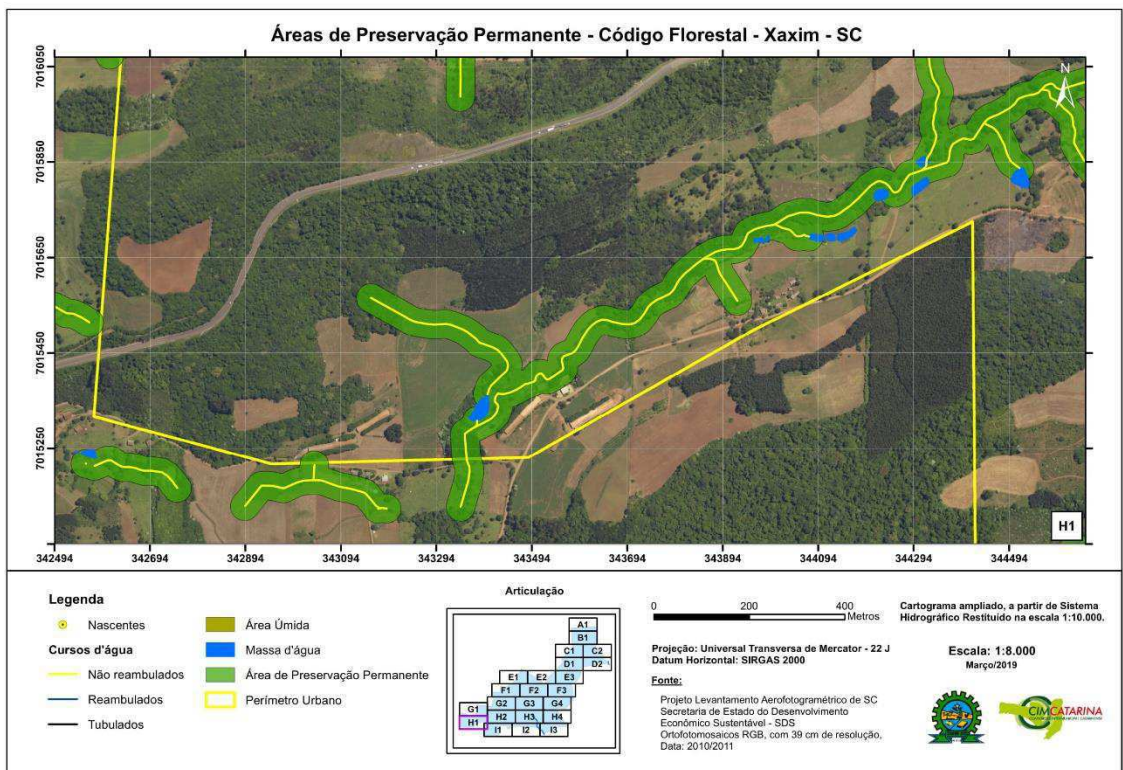 Áreas de Preservação Permanente - Código Florestal - Xaxim - SC
N
7016050
7015850
7015650
7015450
7015250
H1
342494
342694
342894
343094
343294
343494
343694
343894
344094
344294
344494
Legenda
Nascentes
Cursos d'água
Não reambulados
Reambulados
Tubulados
Área Úmida
Massa d'água
Área de Preservação Permanente
Perímetro Urbano
Articulação
A1
B1
C1 C2
D1 D2
E1 E2 E3
F1 F2 F3
G1 G2 G3 G4
H1 H2 H3 H4
I1 I2 I3
0 200 400
Metros
Projeção: Universal Transversa de Mercator - 22 J
Datum Horizontal: SIRGAS 2000
Fonte:
Projeto Levantamento Aerofotogramétrico de SC
Secretaria de Estado do Desenvolvimento
Econômico Sustentável - SDS
Ortofotomosaicos RGB, com 39 cm de resolução.
Data: 2010/2011
Cartograma ampliado, a partir de Sistema
Hidrográfico Restituído na escala 1:10.000.
Escala: 1:8.000
Março/2019
CIMCATARINA